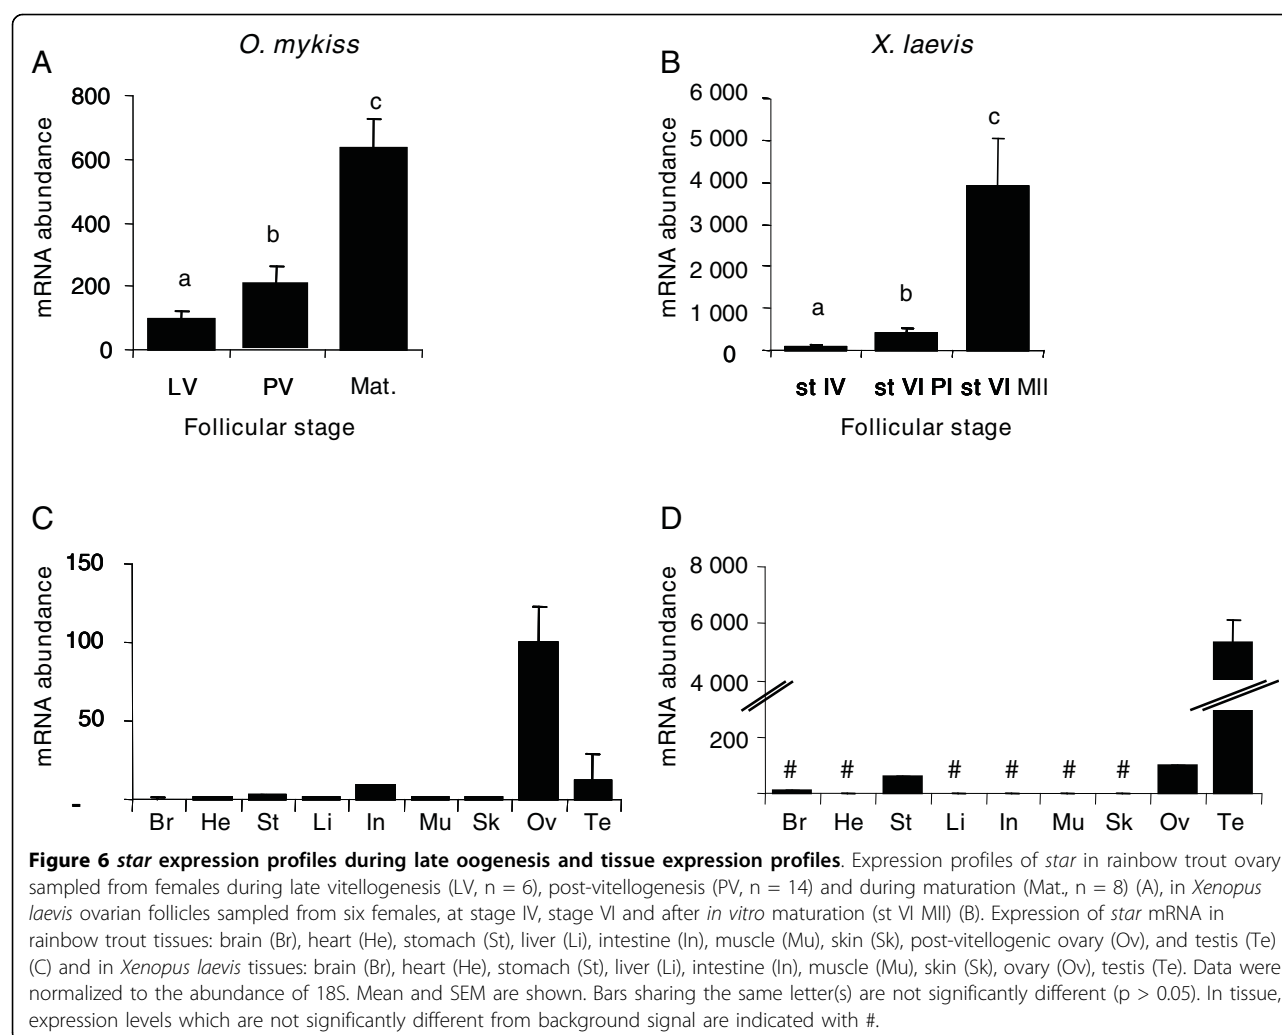 O. mykiss
X. laevis
A
mRNA abundance
800
600
400
200
0
a
b
c
LV PV Mat.
Follicular stage
B
mRNA abundance
6 000
5 000
4 000
3 000
2 000
1 000
0
a
b
c
st IV st VI PI st VI MII
Follicular stage
C
mRNA abundance
150
100
50
-
Br He St Li In Mu Sk Ov Te
D
mRNA abundance
8 000
6 000
4 000
200
# # # # # #
Br He St Li In Mu Sk Ov Te
Figure 6 star expression profiles during late oogenesis and tissue expression profiles. Expression profiles of star in rainbow trout ovary
sampled from females during late vitellogenesis (LV, n = 6), post-vitellogenesis (PV, n = 14) and during maturation (Mat., n = 8) (A), in Xenopus
laevis ovarian follicles sampled from six females, at stage IV, stage VI and after in vitro maturation (st VI MII) (B). Expression of star mRNA in
rainbow trout tissues: brain (Br), heart (He), stomach (St), liver (Li), intestine (In), muscle (Mu), skin (Sk), post-vitellogenic ovary (Ov), and testis (Te)
(C) and in Xenopus laevis tissues: brain (Br), heart (He), stomach (St), liver (Li), intestine (In), muscle (Mu), skin (Sk), ovary (Ov), testis (Te). Data were
normalized to the abundance of 18S. Mean and SEM are shown. Bars sharing the same letter(s) are not significantly different (p > 0.05). In tissue,
expression levels which are not significantly different from background signal are indicated with #.